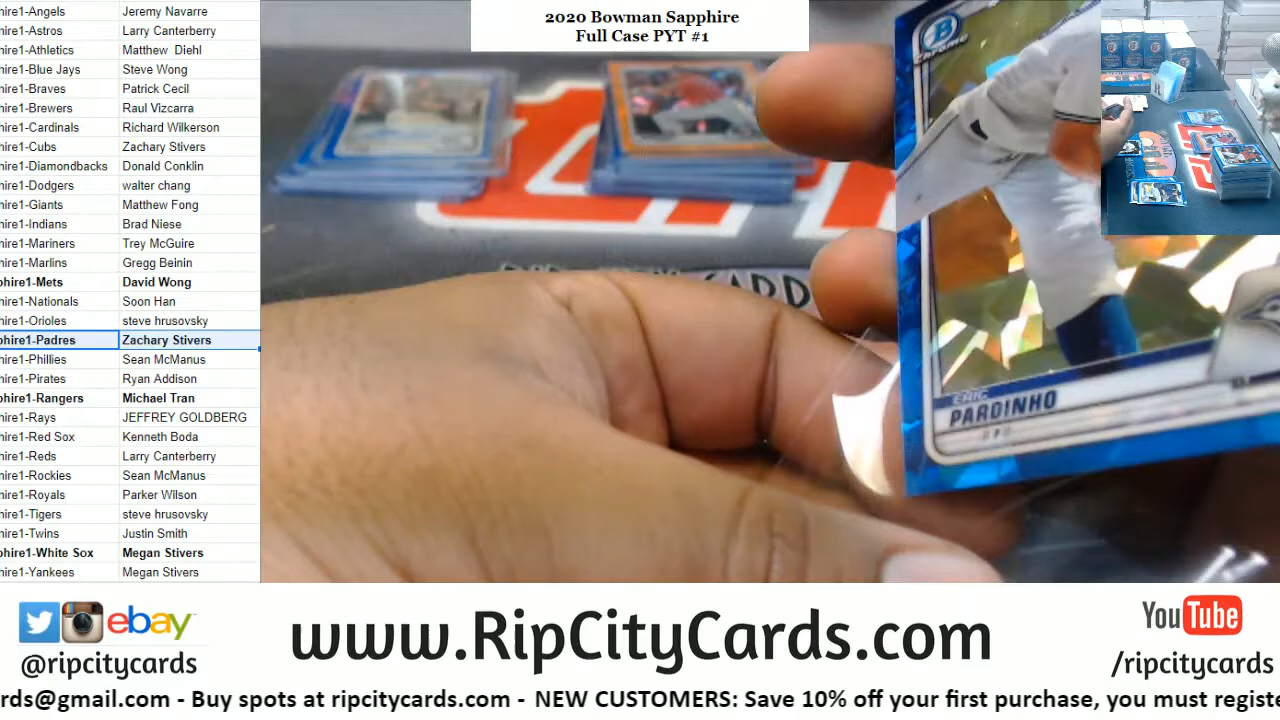 hire1-Angels Jeremy Navarre
hire1-Astros Larry Canterberry
hire1-Athletics Matthew Diehl
hire1-Blue Jays Steve Wong
hire1-Braves Patrick Cecil
hire1-Brewers Raul Vizcarra
hire1-Cardinals Richard Wilkerson
hire1-Cubs Zachary Stivers
hire1-Diamondbacks Donald Conklin
hire1-Dodgers walter chang
hire1-Giants Matthew Fong
hire1-Indians Brad Niese
hire1-Mariners Trey McGuire
hire1-Marlins Gregg Beinin
phire1-Mets David Wong
hire1-Nationals Soon Han
hire1-Orioles steve hrusovsky
phire1-Padres Zachary Stivers
hire1-Phillies Sean McManus
hire1-Pirates Ryan Addison
phire1-Rangers Michael Tran
hire1-Rays JEFFREY GOLDBERG
hire1-Red Sox Kenneth Boda
hire1-Reds Larry Canterberry
hire1-Rockies Sean McManus
hire1-Royals Parker Wilson
hire1-Tigers steve hrusovsky
hire1-Twins Justin Smith
phire1-White Sox Megan Stivers
hire1-Yankees Megan Stivers
2020 Bowman Sapphire
Full Case PYT #1
B
CHROME
ERIC
PARDINHO
CARD
ebay
@ripcitycards
www.RipCityCards.com
YouTube
/ripcitycards
rds@gmail.com - Buy spots at ripcitycards.com - NEW CUSTOMERS: Save 10% off your first purchase, you must registe